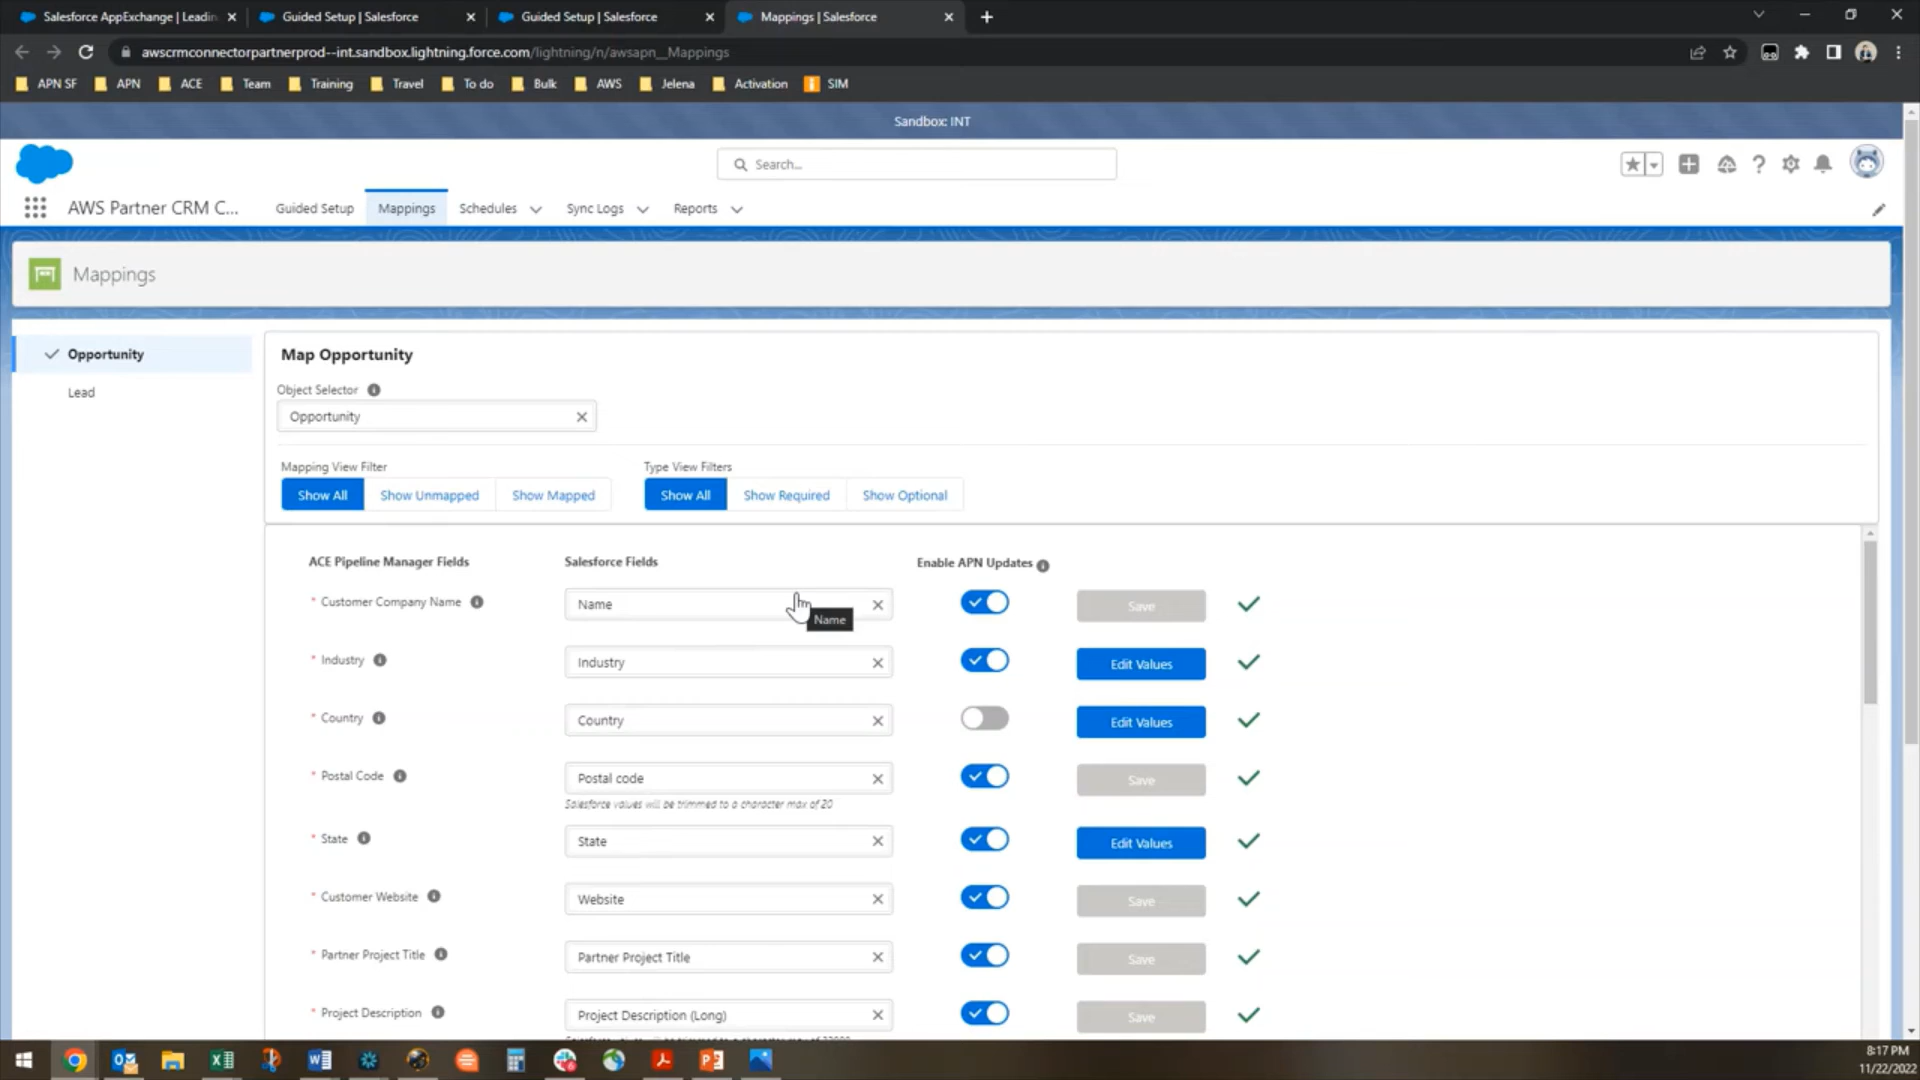 Salesforce AppExchange | Leadin
Guided Setup | Salesforce
Guided Setup | Salesforce
Mappings | Salesforce
awscrmconnectorpartnerprod--int.sandbox.lightning.force.com/lightning/n/awsapn__Mappings
APN SF
APN
ACE
Team
Training
Travel
To do
Bulk
AWS
Jelena
Activation
SIM
Sandbox: INT
Search...
AWS Partner CRM C...
Guided Setup
Mappings
Schedules
Sync Logs
Reports
Mappings
Opportunity
Lead
Map Opportunity
Object Selector
Opportunity
Mapping View Filter
Type View Filters
Show All
Show Unmapped
Show Mapped
Show All
Show Required
Show Optional
ACE Pipeline Manager Fields
Salesforce Fields
Enable APN Updates
* Customer Company Name
Name
Save
Name
* Industry
Industry
Edit Values
* Country
Country
Edit Values
* Postal Code
Postal code
Save
Salesforce values will be trimmed to a character max of 20
* State
State
Edit Values
* Customer Website
Website
Save
* Partner Project Title
Partner Project Title
Save
* Project Description
Project Description (Long)
Save
8:17 PM
11/22/2022